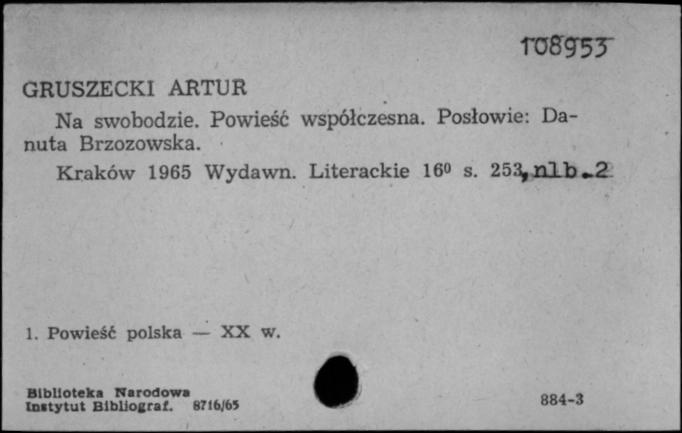 108953
GRUSZECKI ARTUR
Na swobodzie. Powieść współczesna. Posłowie: Da-
nuta Brzozowska.
Kraków 1965 Wydawn. Literackie 16⁰ s. 253, nlb.2
1. Powieść polska — XX w.
Biblioteka Narodowa
Instytut Bibliograf. 8716/65
884-3